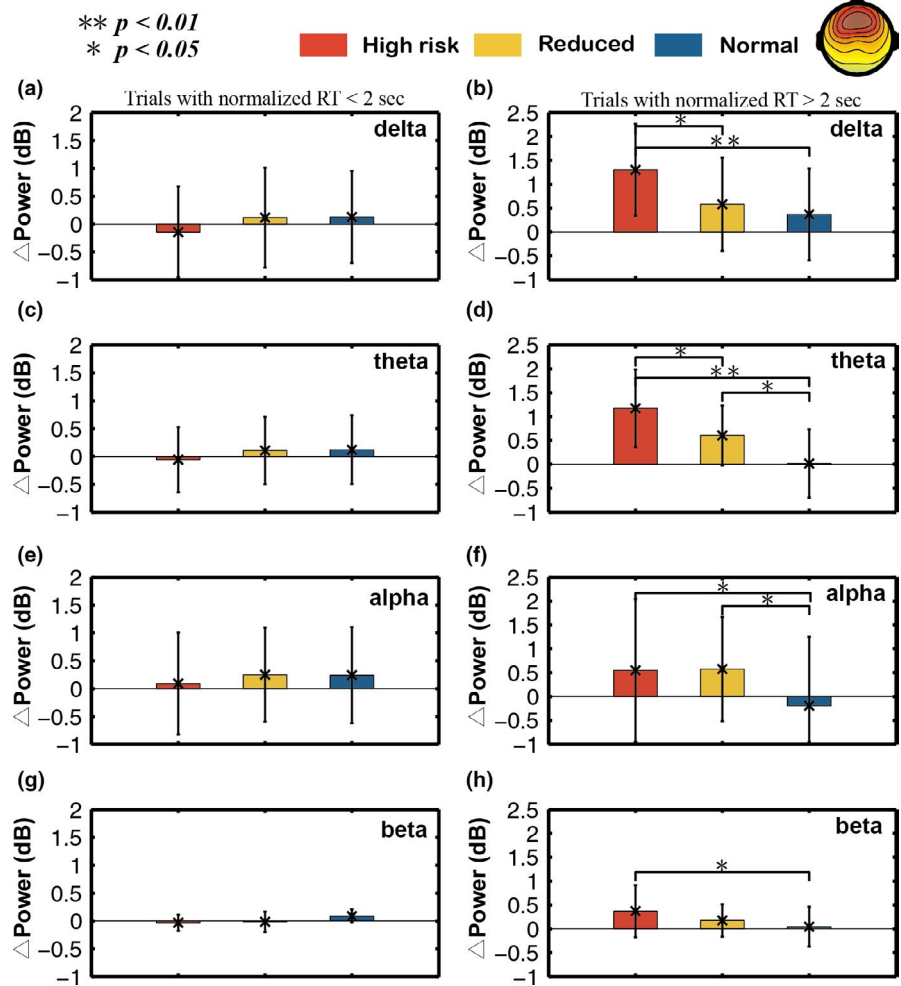 ** p < 0.01
* p < 0.05
High risk Reduced Normal
(a) (b)
Trials with normalized RT < 2 sec Trials with normalized RT > 2 sec
delta
△Power (dB)
2
1.5
1
0.5
0
−0.5
−1
delta
△Power (dB)
2.5
2
1.5
1
0.5
0
−0.5
−1
*
**
(c) (d)
theta
△Power (dB)
2
1.5
1
0.5
0
−0.5
−1
theta
△Power (dB)
2.5
2
1.5
1
0.5
0
−0.5
−1
*
**
*
(e) (f)
alpha
△Power (dB)
2
1.5
1
0.5
0
−0.5
−1
alpha
△Power (dB)
2.5
2
1.5
1
0.5
0
−0.5
−1
*
*
(g) (h)
beta
△Power (dB)
2
1.5
1
0.5
0
−0.5
−1
beta
△Power (dB)
2.5
2
1.5
1
0.5
0
−0.5
−1
*